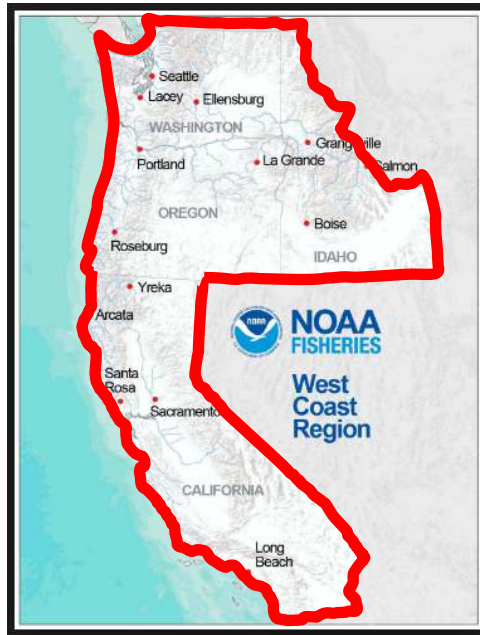 Seattle
Lacey
Ellensburg
WASHINGTON
Portland
La Grande
Salmon
OREGON
Boise
Roseburg
IDAHO
Yreka
Arcata
NOAA
NOAA
FISHERIES
Santa
Rosa
Sacramento
West
Coast
Region
CALIFORNIA
Long
Beach